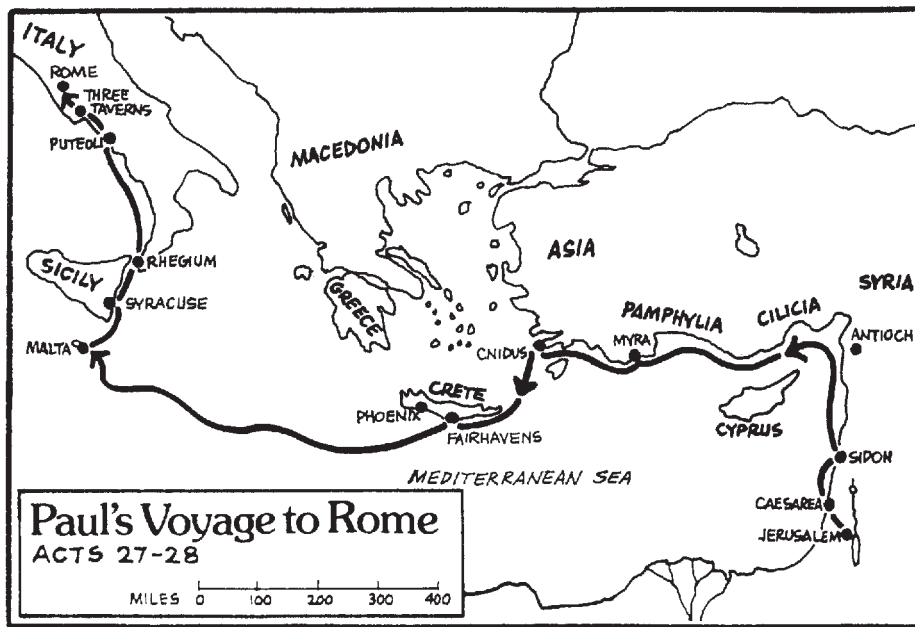 ITALY
ROME
THREE
TAVERNS
PUTEOLI
MACEDONIA
ASIA
RHEGIUM
SICILY
SYRACUSE
GREECE
SYRIA
PAMPHYLIA
CILICIA
MALTA
CNIDUS
MYRA
ANTIOCH
CRETE
PHOENIX
FAIRHAVENS
CYPRUS
SIDON
MEDITERRANEAN SEA
CAESAREA
JERUSALEM
Paul's Voyage to Rome
ACTS 27-28
MILES 0 100 200 300 400